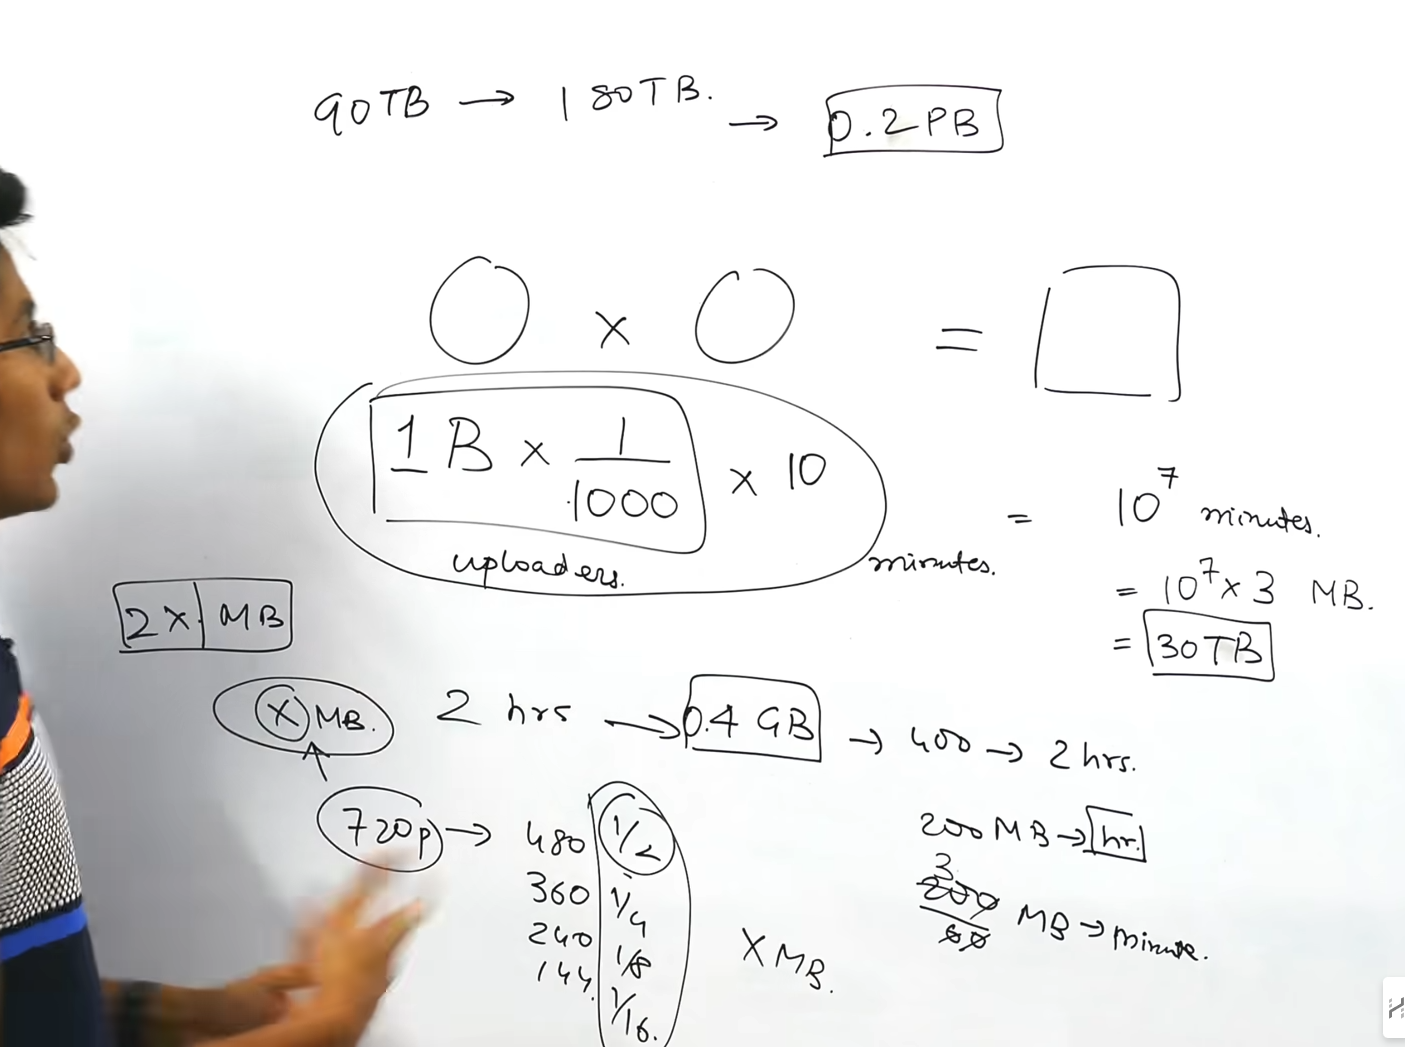 90TB → 180TB. → 0.2PB
× =
1B × 1/1000 × 10 minutes. = 10^7 minutes.
uploaders.
= 10^7 × 3 MB.
= 30TB
2x MB
x MB. 2 hrs → 0.4 GB → 400 → 2 hrs.
720p → 480 1/2
360 1/4
240 1/8
144. 1/16.
X MB.
200 MB → hr.
3
200/60 MB → minute.